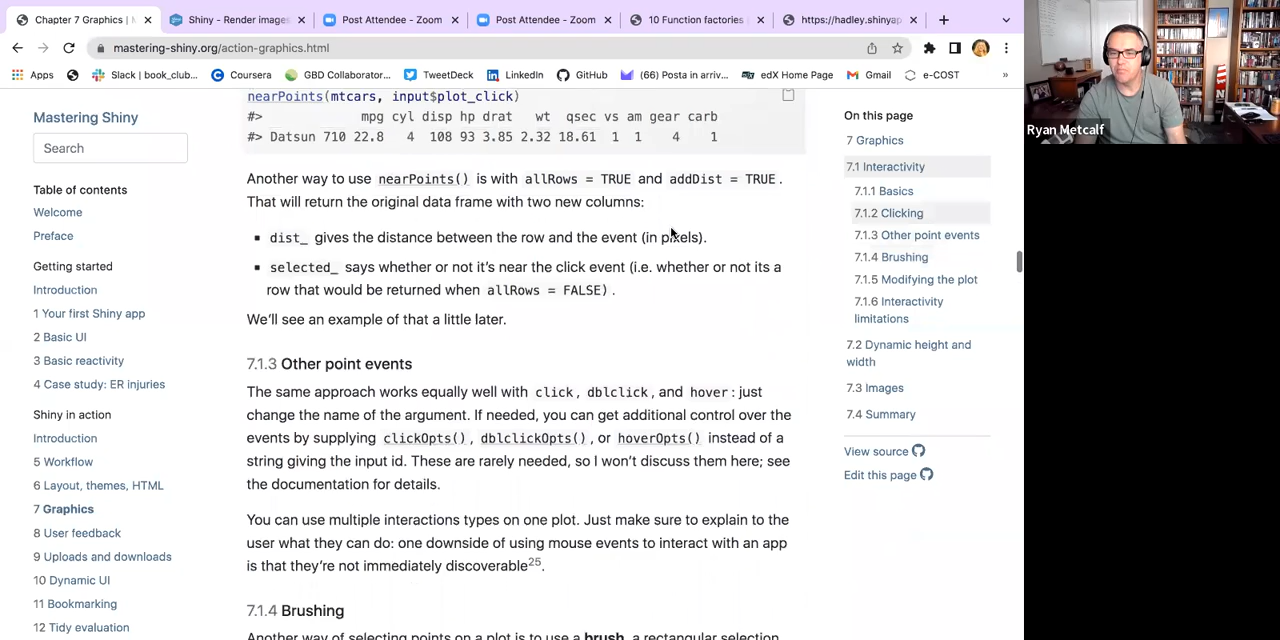 Chapter 7 Graphics | M
Shiny - Render images
Post Attendee - Zoom
Post Attendee - Zoom
10 Function factories
https://hadley.shinyap
mastering-shiny.org/action-graphics.html
Apps
Slack | book_club...
Coursera
GBD Collaborator...
TweetDeck
LinkedIn
GitHub
(66) Posta in arriv...
edX Home Page
Gmail
e-COST
»
Mastering Shiny
Search
Table of contents
Welcome
Preface
Getting started
Introduction
1 Your first Shiny app
2 Basic UI
3 Basic reactivity
4 Case study: ER injuries
Shiny in action
Introduction
5 Workflow
6 Layout, themes, HTML
7 Graphics
8 User feedback
9 Uploads and downloads
10 Dynamic UI
11 Bookmarking
12 Tidy evaluation
nearPoints(mtcars, input$plot_click)
#> mpg cyl disp hp drat wt qsec vs am gear carb
#> Datsun 710 22.8 4 108 93 3.85 2.32 18.61 1 1 4 1
Another way to use nearPoints() is with allRows = TRUE and addDist = TRUE.
That will return the original data frame with two new columns:
▪ dist_ gives the distance between the row and the event (in pixels).
▪ selected_ says whether or not it's near the click event (i.e. whether or not its a
row that would be returned when allRows = FALSE).
We'll see an example of that a little later.
7.1.3 Other point events
The same approach works equally well with click, dblclick, and hover: just
change the name of the argument. If needed, you can get additional control over the
events by supplying clickOpts(), dblclickOpts(), or hoverOpts() instead of a
string giving the input id. These are rarely needed, so I won't discuss them here; see
the documentation for details.
You can use multiple interactions types on one plot. Just make sure to explain to the
user what they can do: one downside of using mouse events to interact with an app
is that they're not immediately discoverable25.
7.1.4 Brushing
Another way of selecting points on a plot is to use a brush, a rectangular selection
On this page
7 Graphics
7.1 Interactivity
7.1.1 Basics
7.1.2 Clicking
7.1.3 Other point events
7.1.4 Brushing
7.1.5 Modifying the plot
7.1.6 Interactivity
limitations
7.2 Dynamic height and
width
7.3 Images
7.4 Summary
View source
Edit this page
Ryan Metcalf